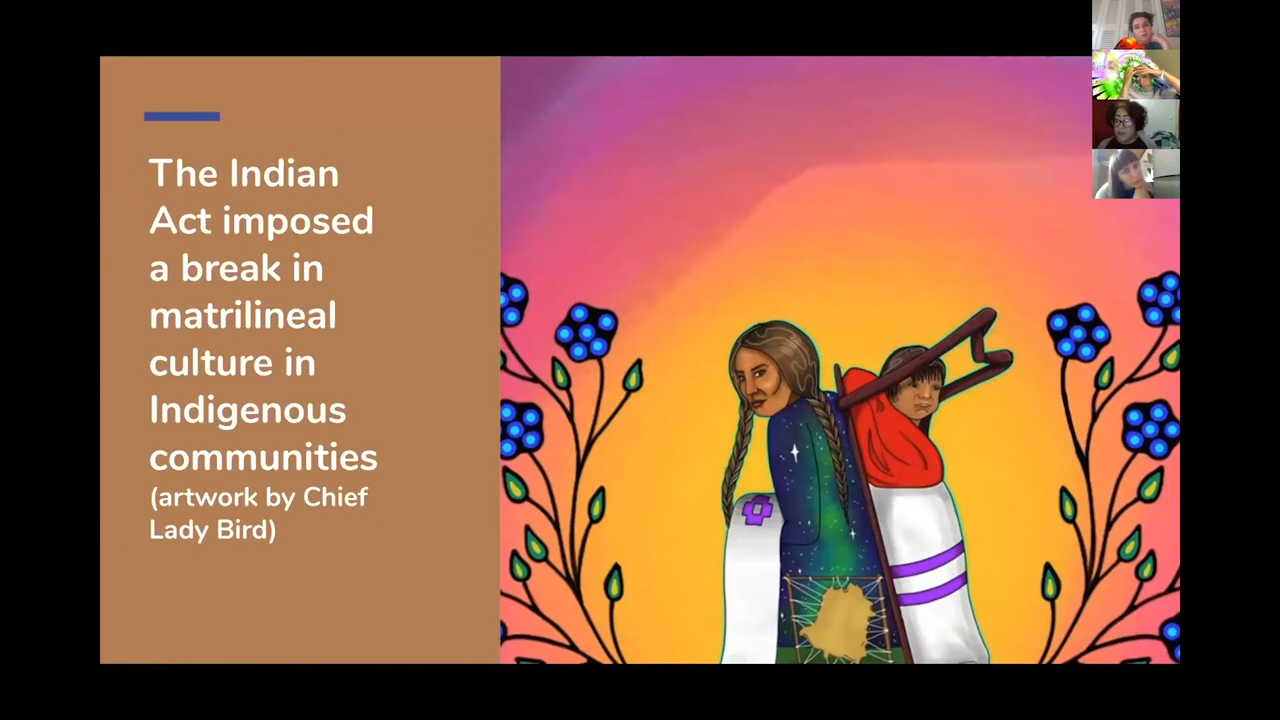 The Indian
Act imposed
a break in
matrilineal
culture in
Indigenous
communities
(artwork by Chief
Lady Bird)